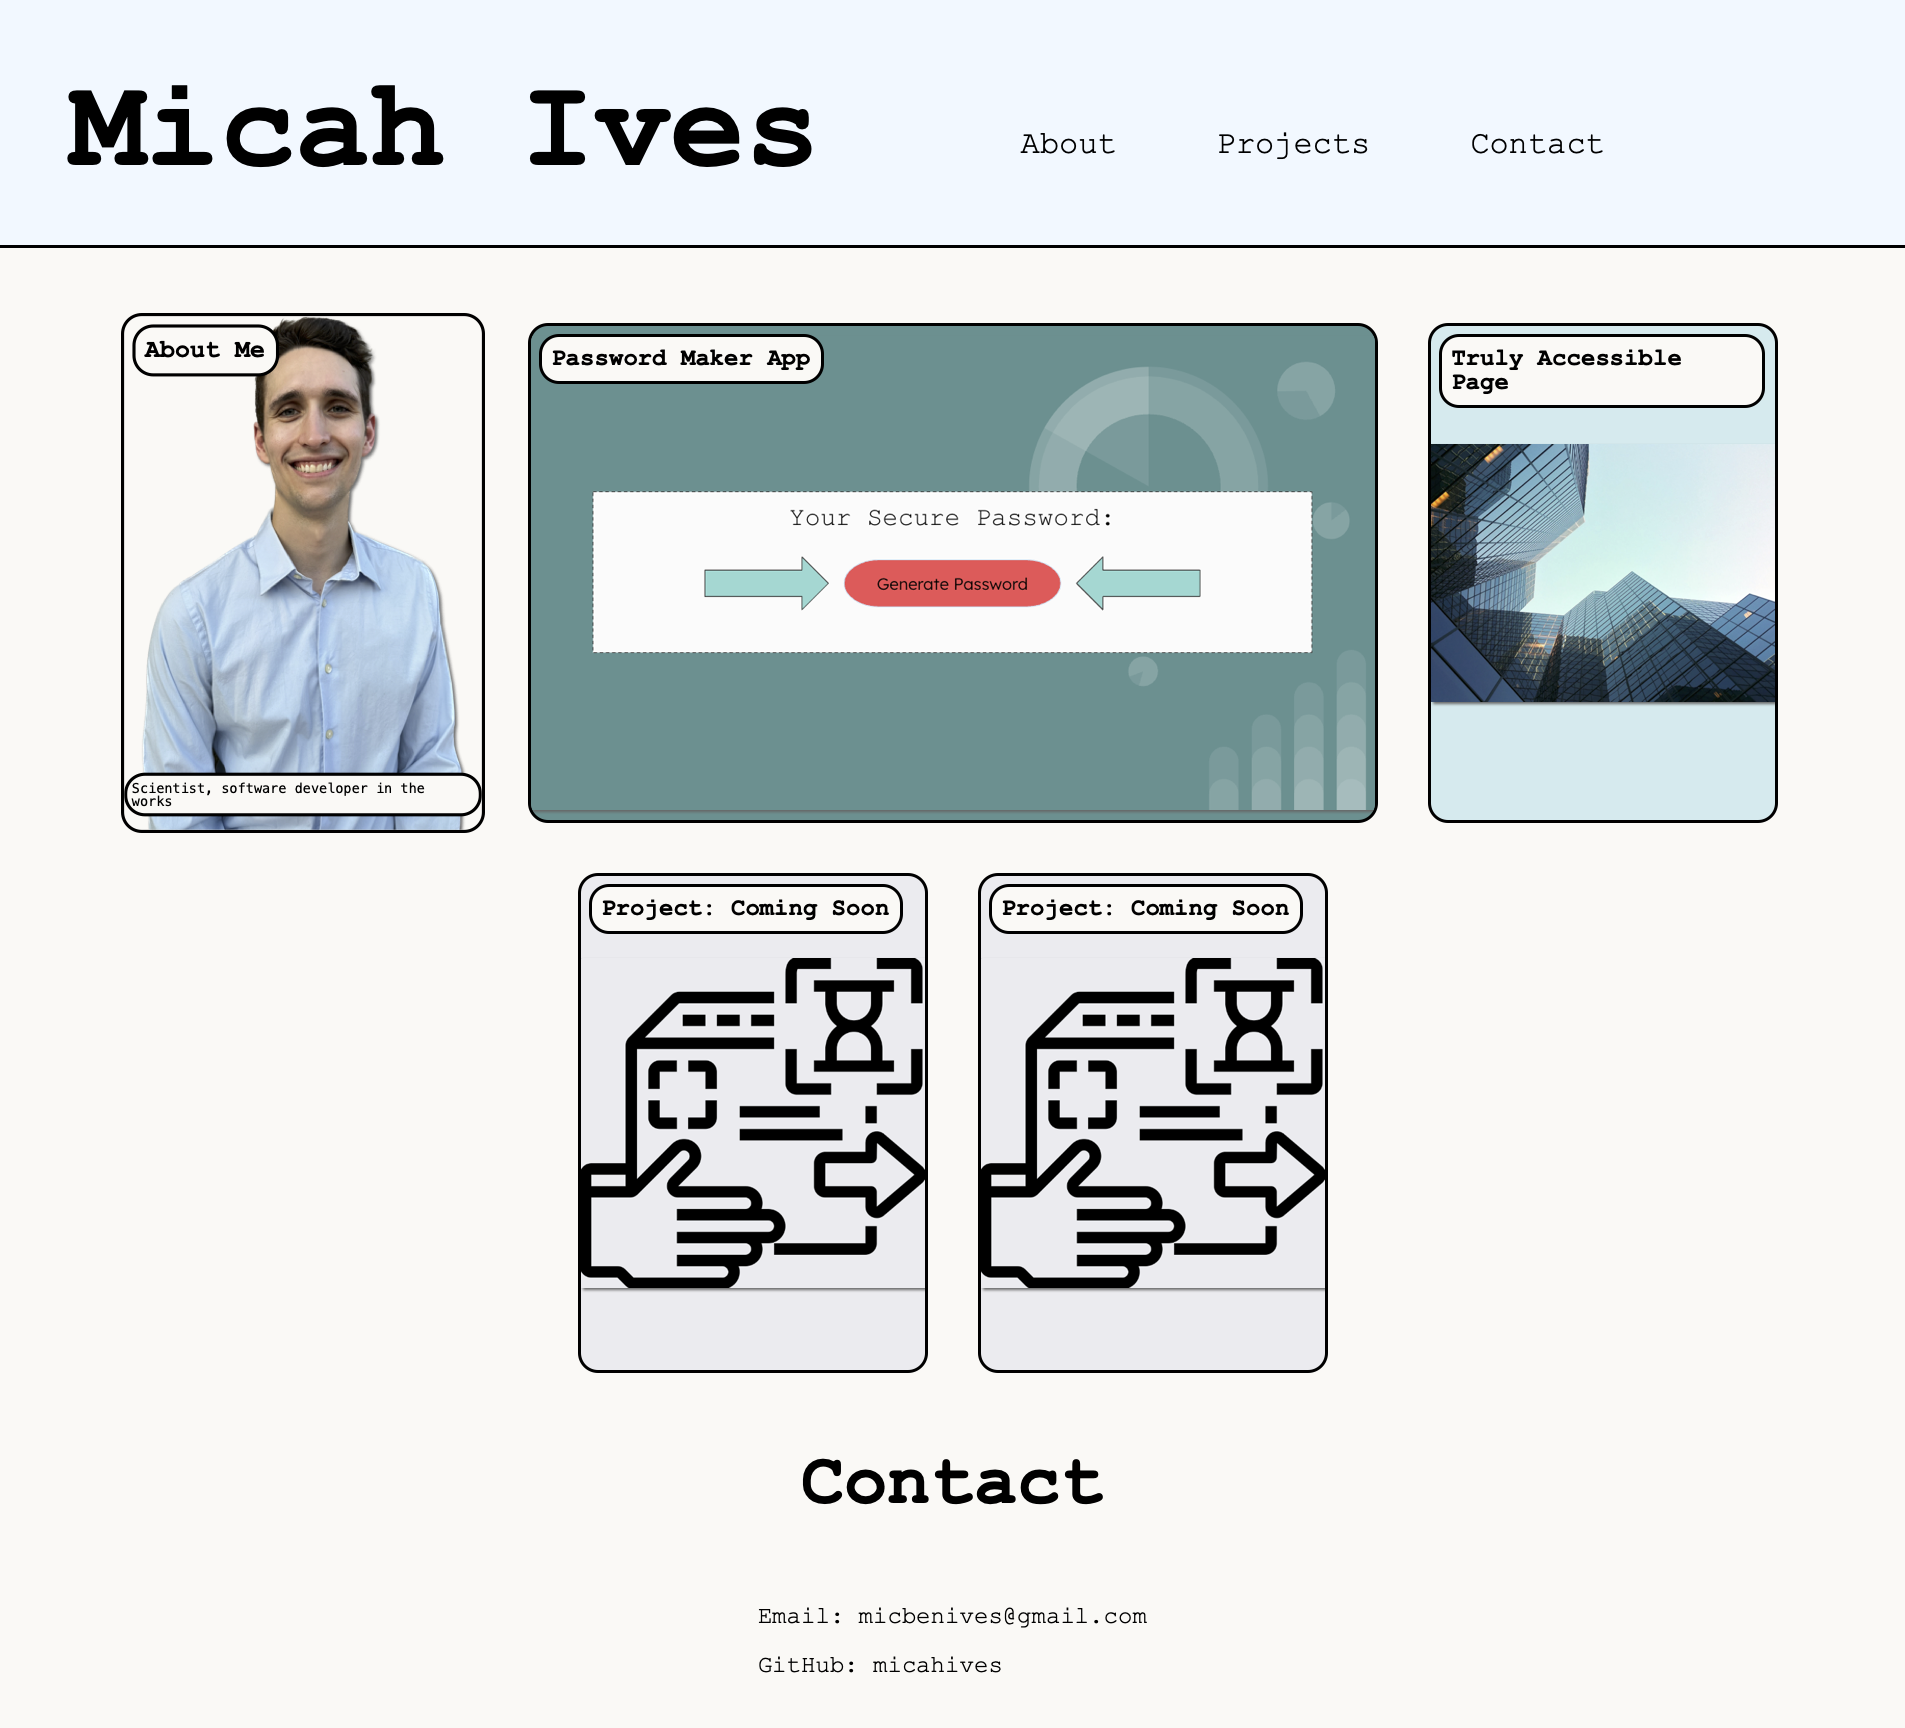 Micah Ives
About
Projects
Contact
About Me
Scientist, software developer in the
works
Password Maker App
Your Secure Password:
Generate Password
Truly Accessible
Page
Project: Coming Soon
Project: Coming Soon
Contact
Email: micbenives@gmail.com
GitHub: micahives